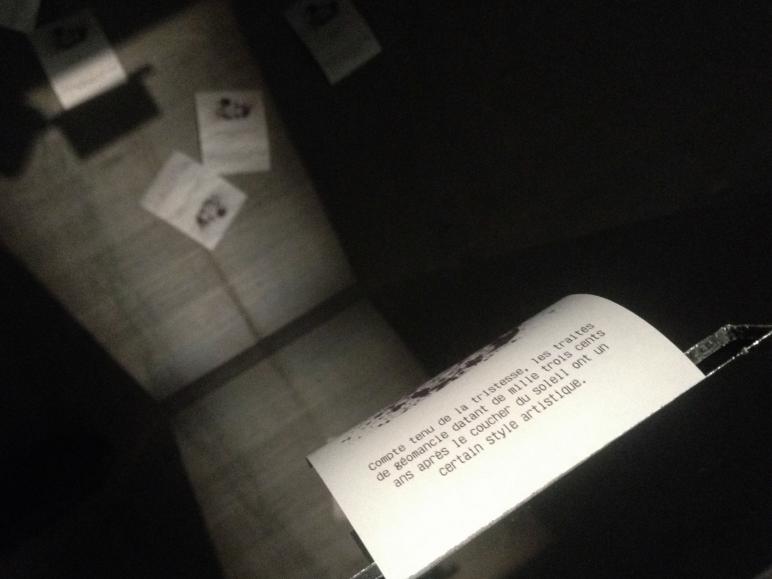 Compte tenu de la tristesse, les traités
de géomancie datant de mille trois cents
ans après le coucher du soleil ont un
certain style artistique.